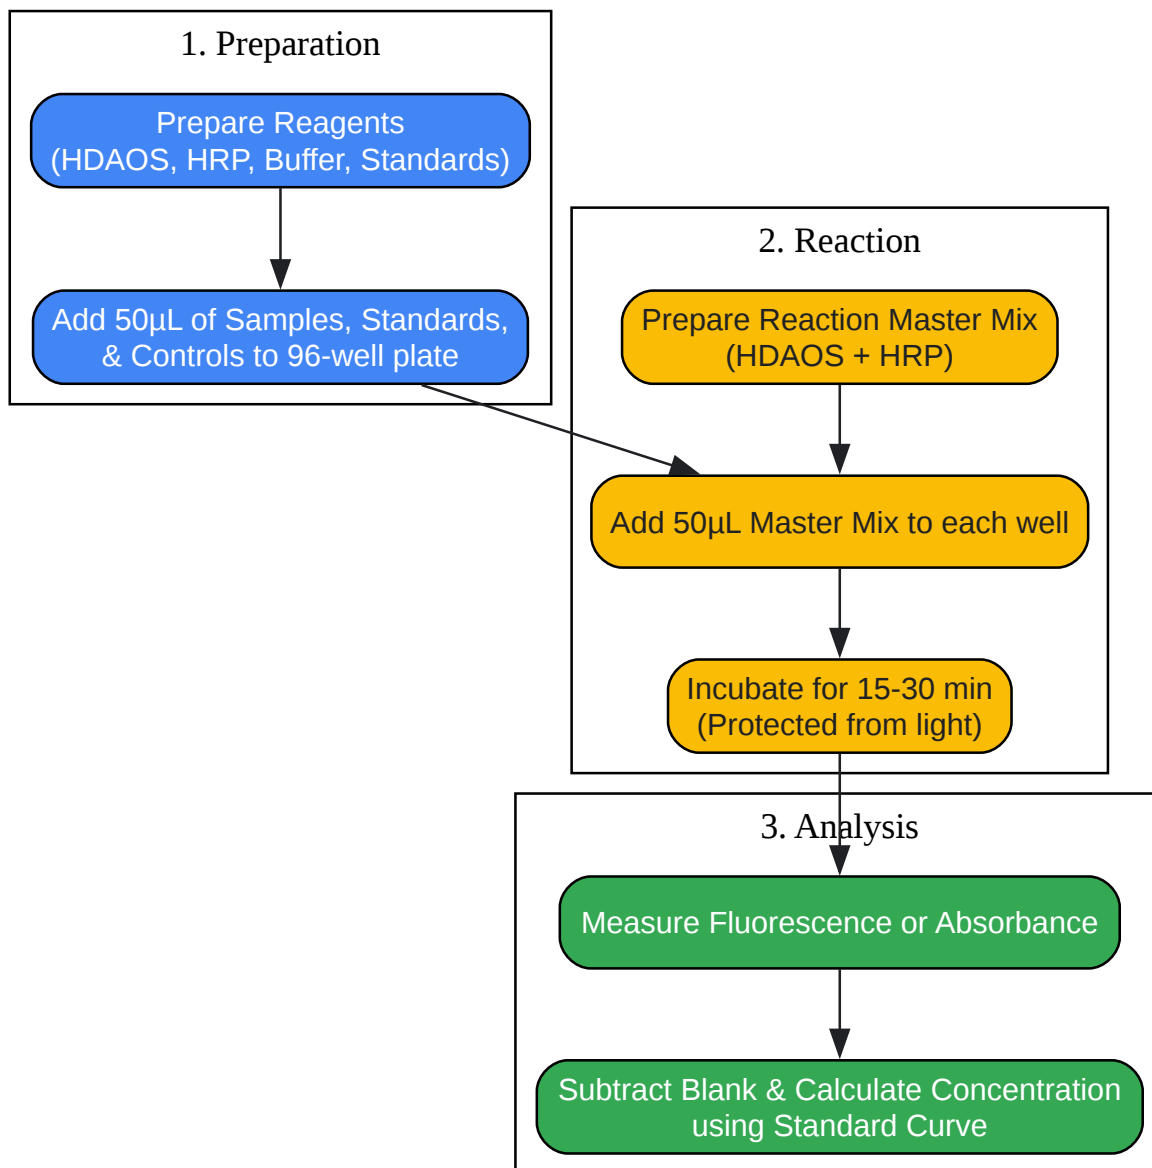 1. Preparation
Prepare Reagents
(HDAOS, HRP, Buffer, Standards)
Add 50µL of Samples, Standards,
& Controls to 96-well plate
2. Reaction
Prepare Reaction Master Mix
(HDAOS + HRP)
Add 50µL Master Mix to each well
Incubate for 15-30 min
(Protected from light)
3. Analysis
Measure Fluorescence or Absorbance
Subtract Blank & Calculate Concentration
using Standard Curve